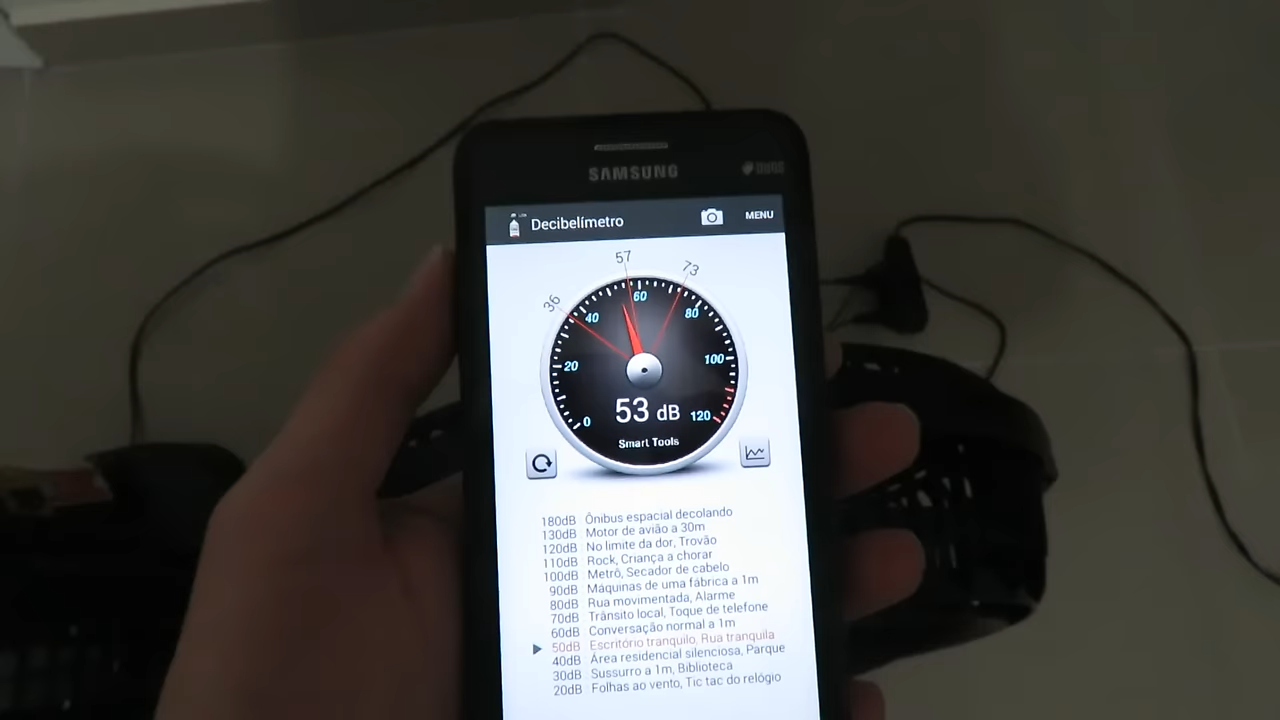 SAMSUNG
DUOS
Decibelímetro
MENU
57
73
36
60
40
80
20
100
53 dB
0
120
Smart Tools
180dB Ônibus espacial decolando
130dB Motor de avião a 30m
120dB No limite da dor, Trovão
110dB Rock, Criança a chorar
100dB Metrô, Secador de cabelo
90dB Máquinas de uma fábrica a 1m
80dB Rua movimentada, Alarme
70dB Trânsito local, Toque de telefone
60dB Conversação normal a 1m
50dB Escritório tranquilo, Rua tranquila
40dB Área residencial silenciosa, Parque
30dB Sussurro a 1m, Biblioteca
20dB Folhas ao vento, Tic tac do relógio